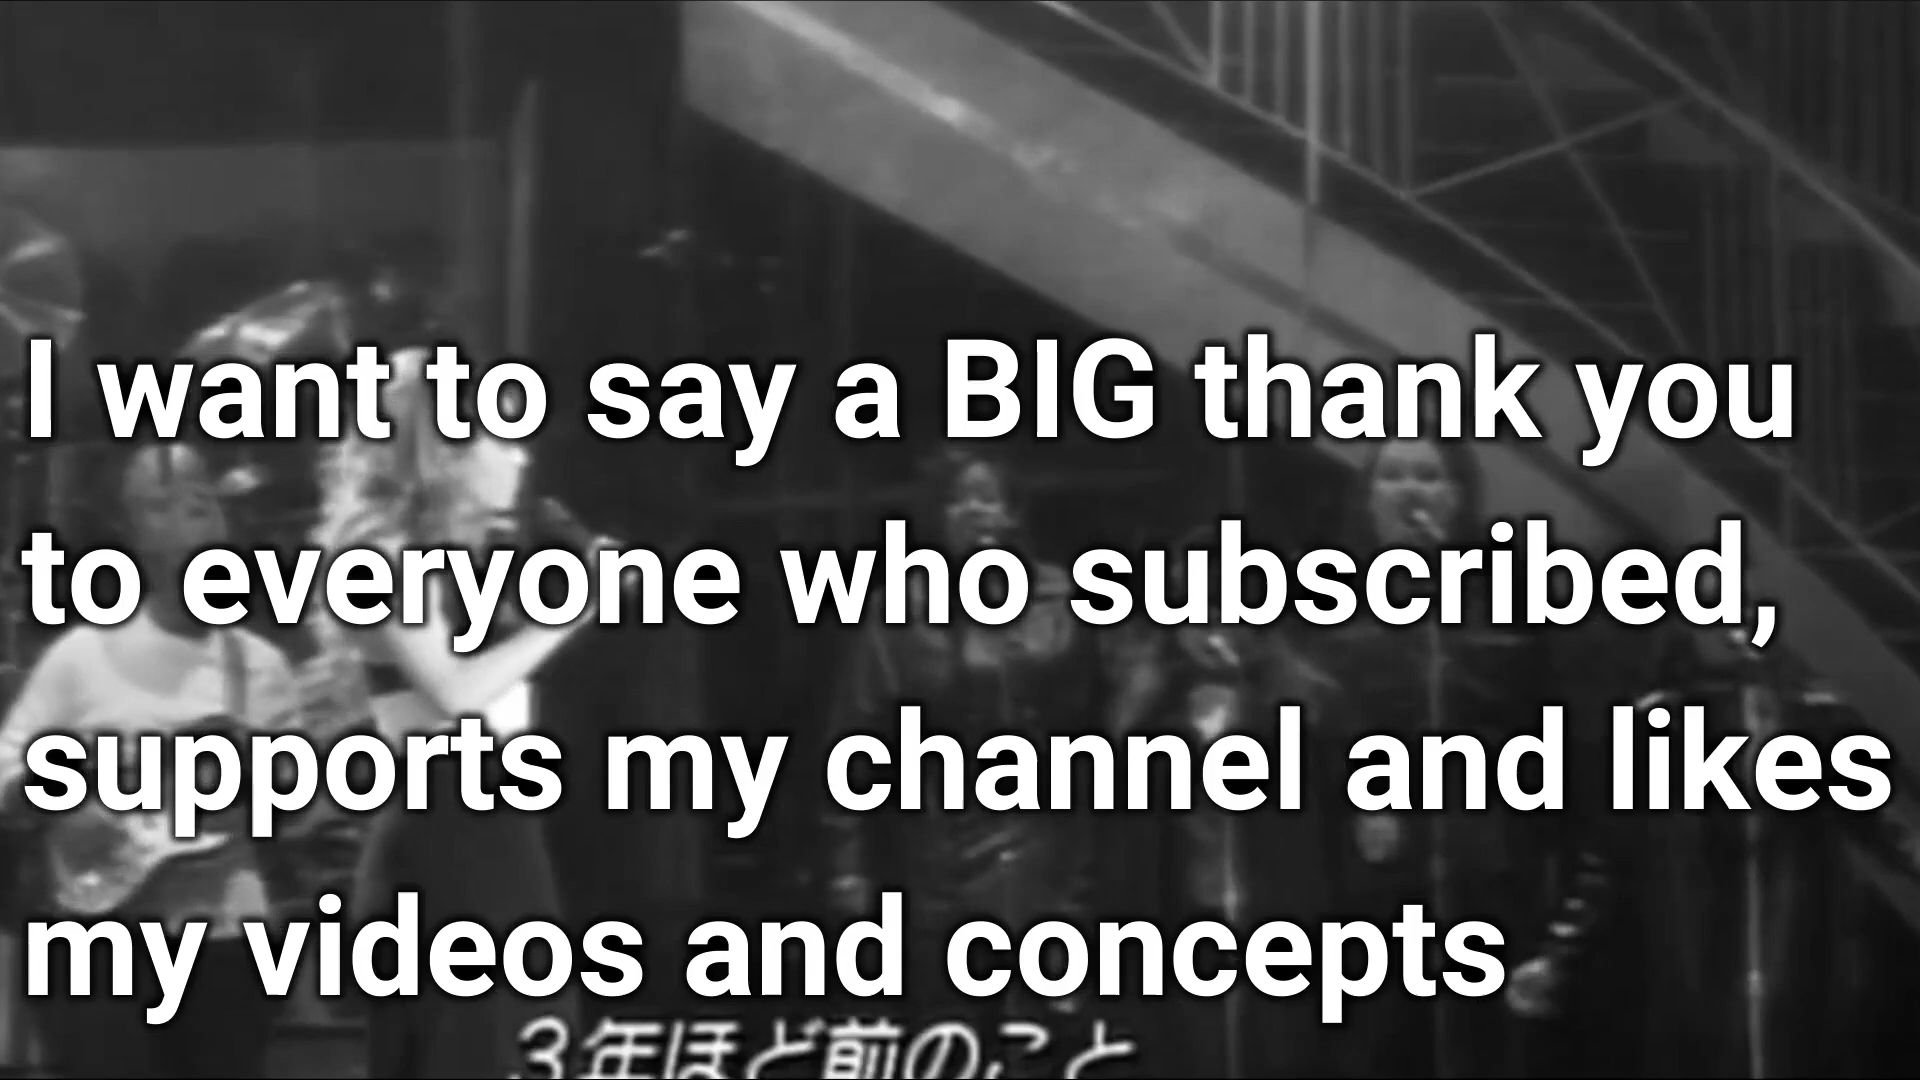 I want to say a BIG thank you
to everyone who subscribed,
supports my channel and likes
my videos and concepts
3年ほど前のこと